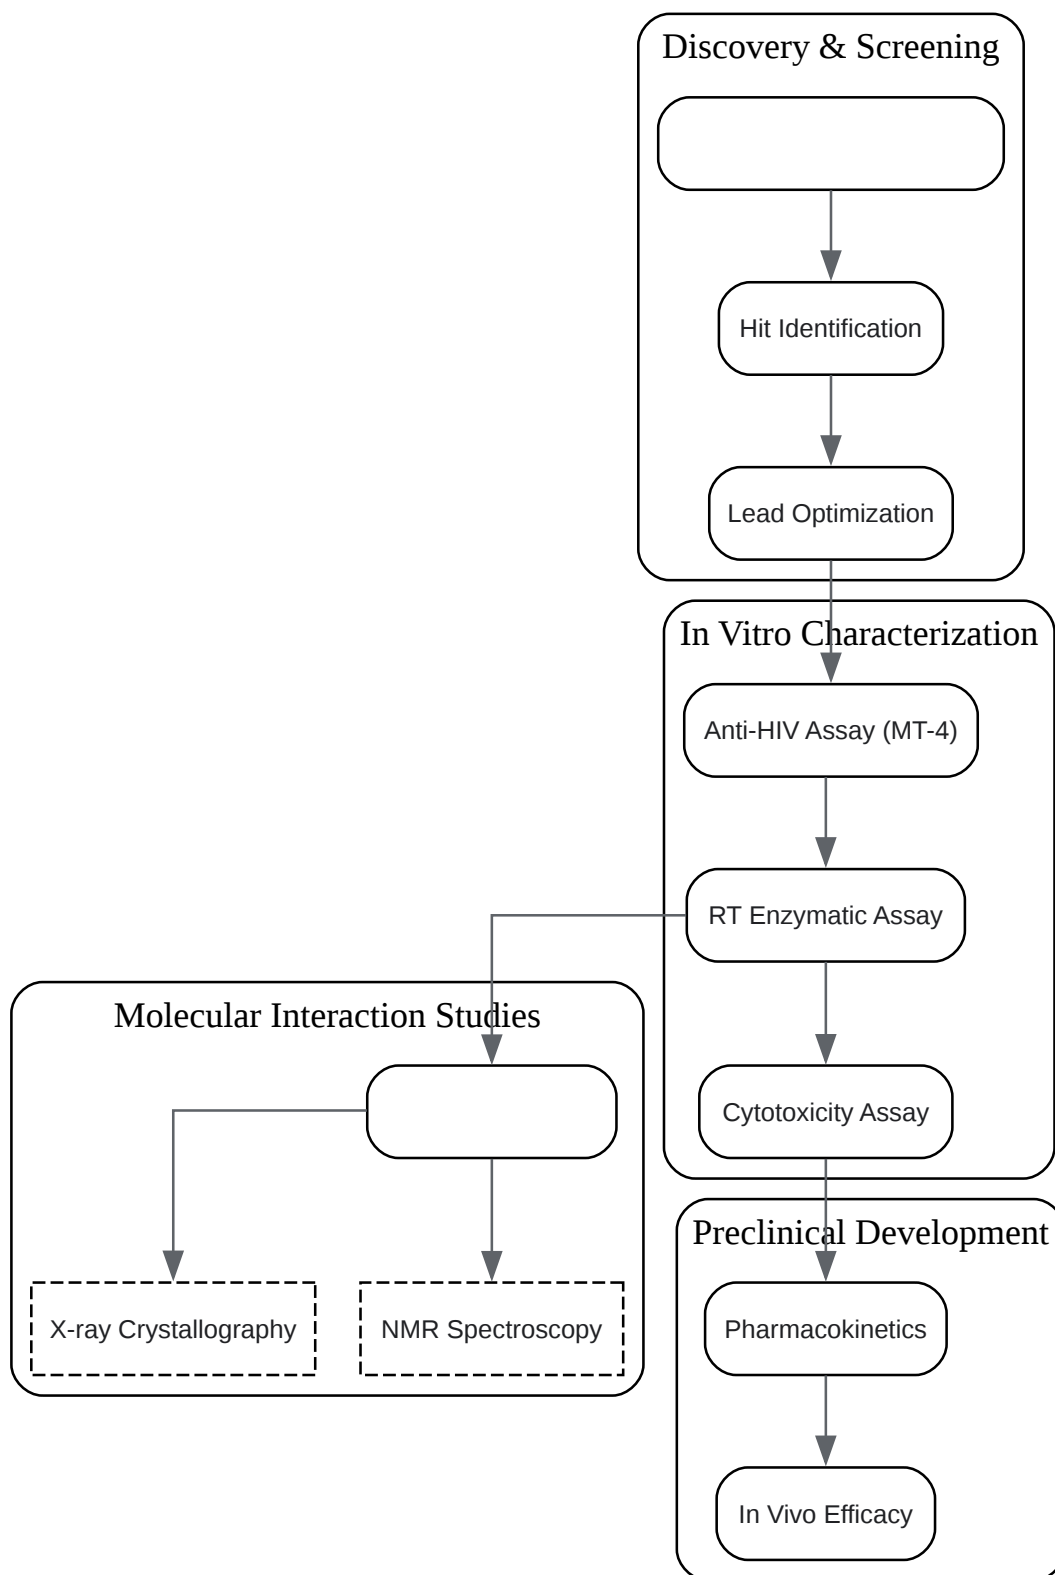 Discovery & Screening
Hit Identification
Lead Optimization
In Vitro Characterization
Anti-HIV Assay (MT-4)
RT Enzymatic Assay
Cytotoxicity Assay
Molecular Interaction Studies
X-ray Crystallography
NMR Spectroscopy
Preclinical Development
Pharmacokinetics
In Vivo Efficacy